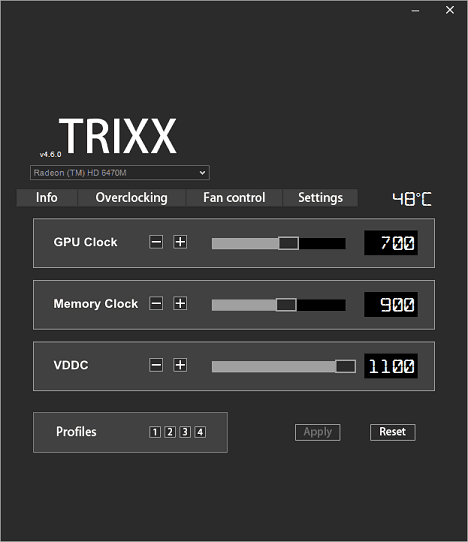 TRIXX
v4.6.0
Radeon (TM) HD 6470M
Info Overclocking Fan control Settings 48°C
GPU Clock 700
Memory Clock 900
VDDC 1100
Profiles 1 2 3 4 Apply Reset